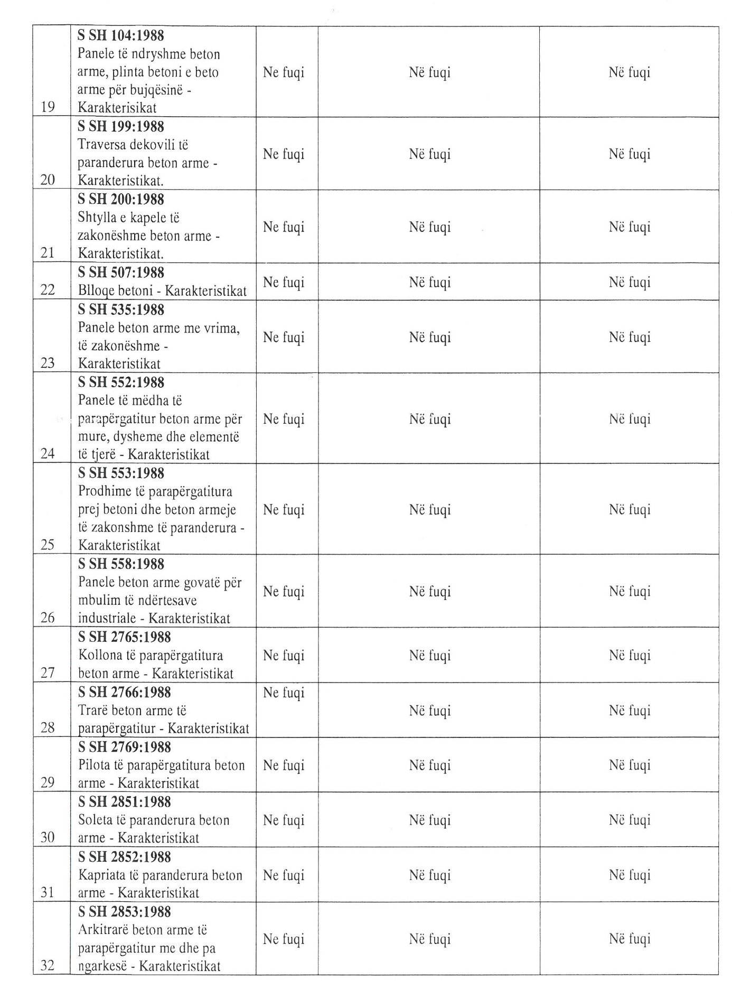 S SH 104:1988
Panele të ndryshme beton
arme, plinta betoni e beto
arme për bujqësinë -
19 Karakterisikat
Ne fuqi
Në fuqi
Në fuqi
S SH 199:1988
Traversa dekovili të
paranderura beton arme -
20 Karakteristikat.
Ne fuqi
Në fuqi
Në fuqi
S SH 200:1988
Shtylla e kapele të
zakonëshme beton arme -
21 Karakteristikat.
Ne fuqi
Në fuqi
Në fuqi
S SH 507:1988
22 Blloqe betoni - Karakteristikat
Ne fuqi
Në fuqi
Në fuqi
S SH 535:1988
Panele beton arme me vrima,
të zakonëshme -
23 Karakteristikat
Ne fuqi
Në fuqi
Në fuqi
S SH 552:1988
Panele të mëdha të
parapërgatitur beton arme për
mure, dysheme dhe elementë
24 të tjerë - Karakteristikat
Ne fuqi
Në fuqi
Në fuqi
S SH 553:1988
Prodhime të parapërgatitura
prej betoni dhe beton armeje
të zakonshme të paranderura -
25 Karakteristikat
Ne fuqi
Në fuqi
Në fuqi
S SH 558:1988
Panele beton arme govatë për
mbulim të ndërtesave
26 industriale - Karakteristikat
Ne fuqi
Në fuqi
Në fuqi
S SH 2765:1988
Kollona të parapërgatitura
27 beton arme - Karakteristikat
Ne fuqi
Në fuqi
Në fuqi
S SH 2766:1988
Trarë beton arme të
28 parapërgatitur - Karakteristikat
Ne fuqi
Në fuqi
Në fuqi
S SH 2769:1988
Pilota të parapërgatitura beton
29 arme - Karakteristikat
Ne fuqi
Në fuqi
Në fuqi
S SH 2851:1988
Soleta të paranderura beton
30 arme - Karakteristikat
Ne fuqi
Në fuqi
Në fuqi
S SH 2852:1988
Kapriata të paranderura beton
31 arme - Karakteristikat
Ne fuqi
Në fuqi
Në fuqi
S SH 2853:1988
Arkitrarë beton arme të
parapërgatitur me dhe pa
32 ngarkesë - Karakteristikat
Ne fuqi
Në fuqi
Në fuqi